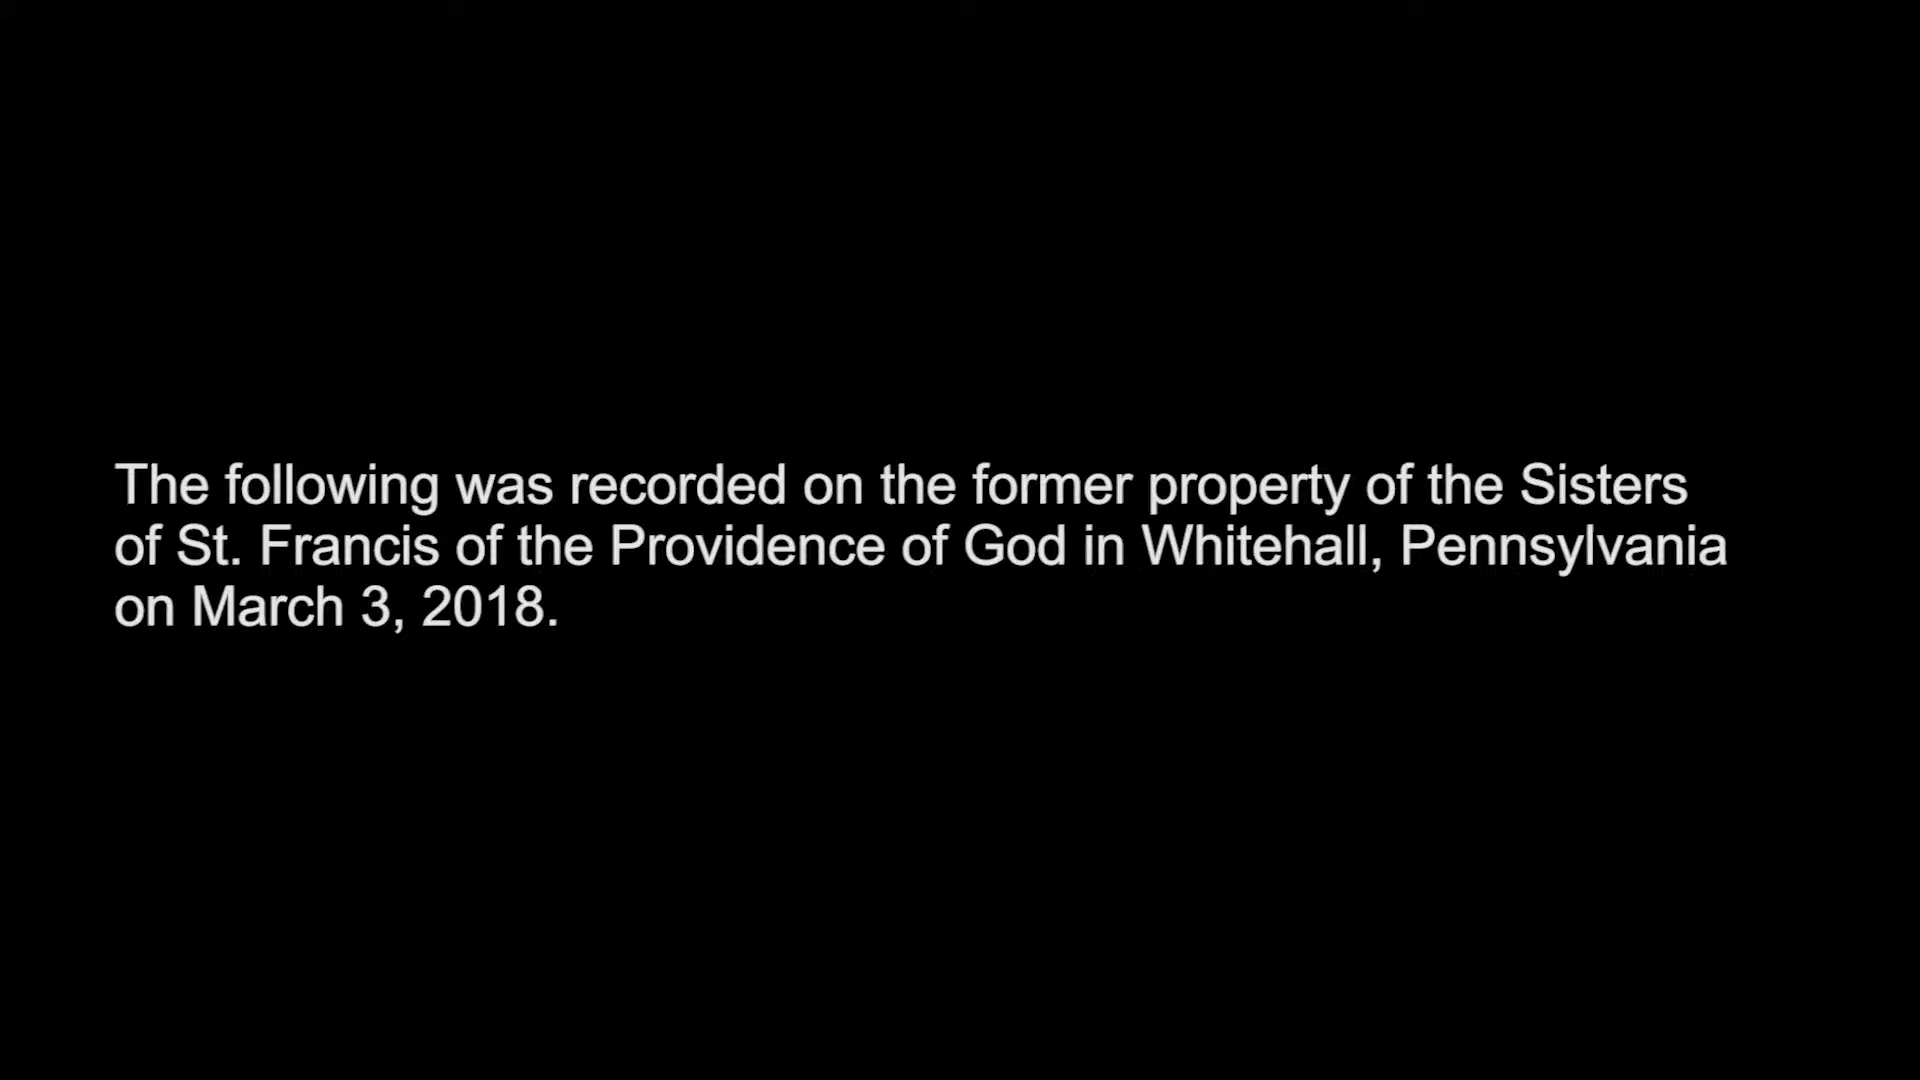 The following was recorded on the former property of the Sisters
of St. Francis of the Providence of God in Whitehall, Pennsylvania
on March 3, 2018.